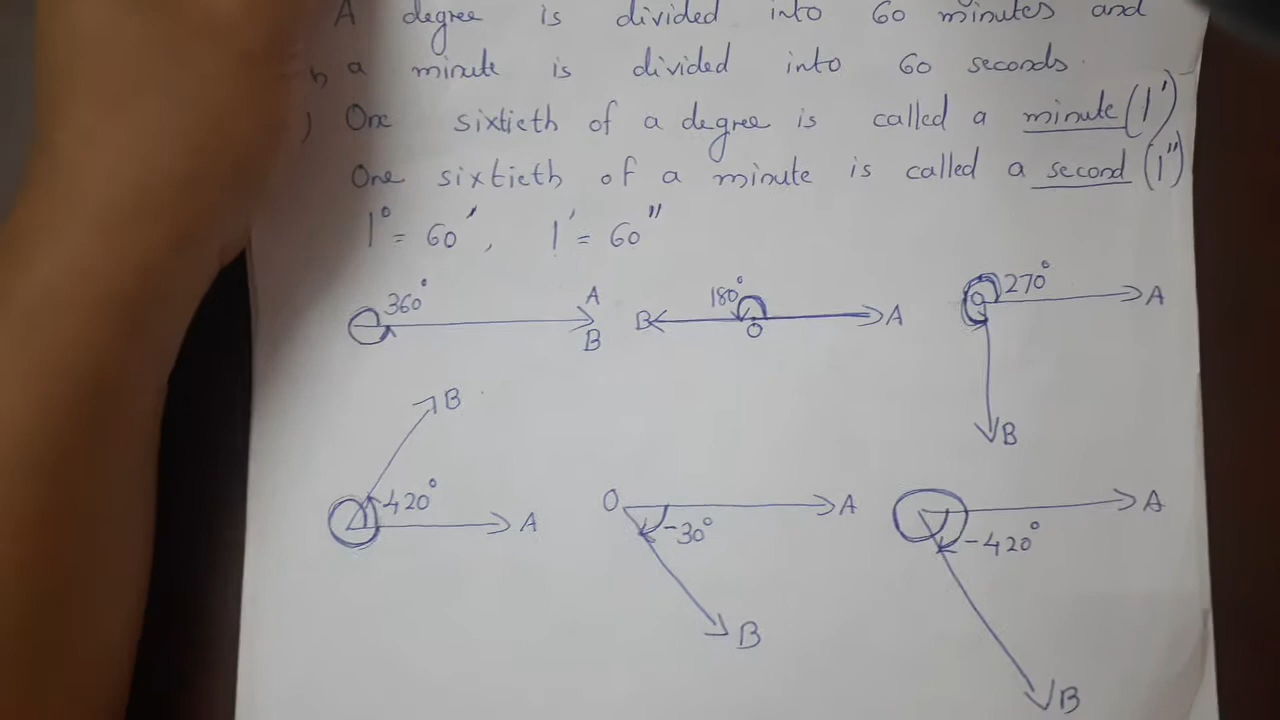 A degree is divided into 60 minutes and
a minute is divided into 60 seconds.
One sixtieth of a degree is called a minute (1')
One sixtieth of a minute is called a second (1")
1° = 60', 1' = 60"
360° A B
B 180° O A
270° A
B
B
420° A
O -30° A
B
-420° A
B